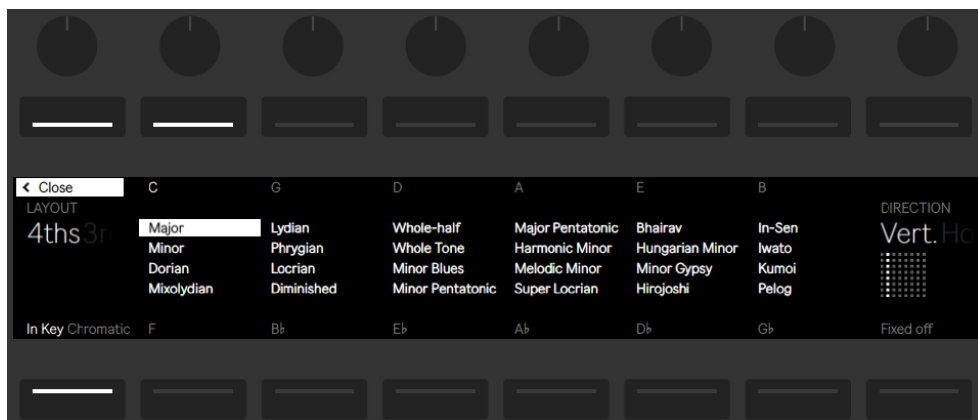 < Close C G D A E B
LAYOUT DIRECTION
4ths 3r Vert. Ho
Major Lydian Whole-half Major Pentatonic Bhairav In-Sen
Minor Phrygian Whole Tone Harmonic Minor Hungarian Minor Iwato
Dorian Locrian Minor Blues Melodic Minor Minor Gypsy Kumoi
Mixolydian Diminished Minor Pentatonic Super Locrian Hirojoshi Pelog
In Key Chromatic F B♭ E♭ A♭ D♭ G♭ Fixed off